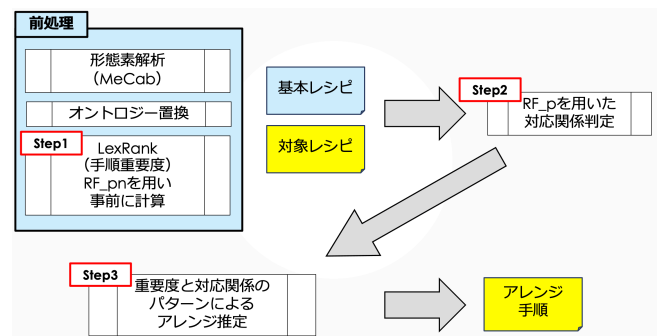 前処理
形態素解析
（MeCab）
オントロジー置換
Step1
LexRank
（手順重要度）
RF_pnを用い
事前に計算
基本レシピ
対象レシピ
Step2
RF_pを用いた
対応関係判定
Step3
重要度と対応関係の
パターンによる
アレンジ推定
アレンジ
手順